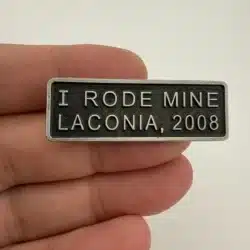 I RODE MINE
LACONIA, 2008